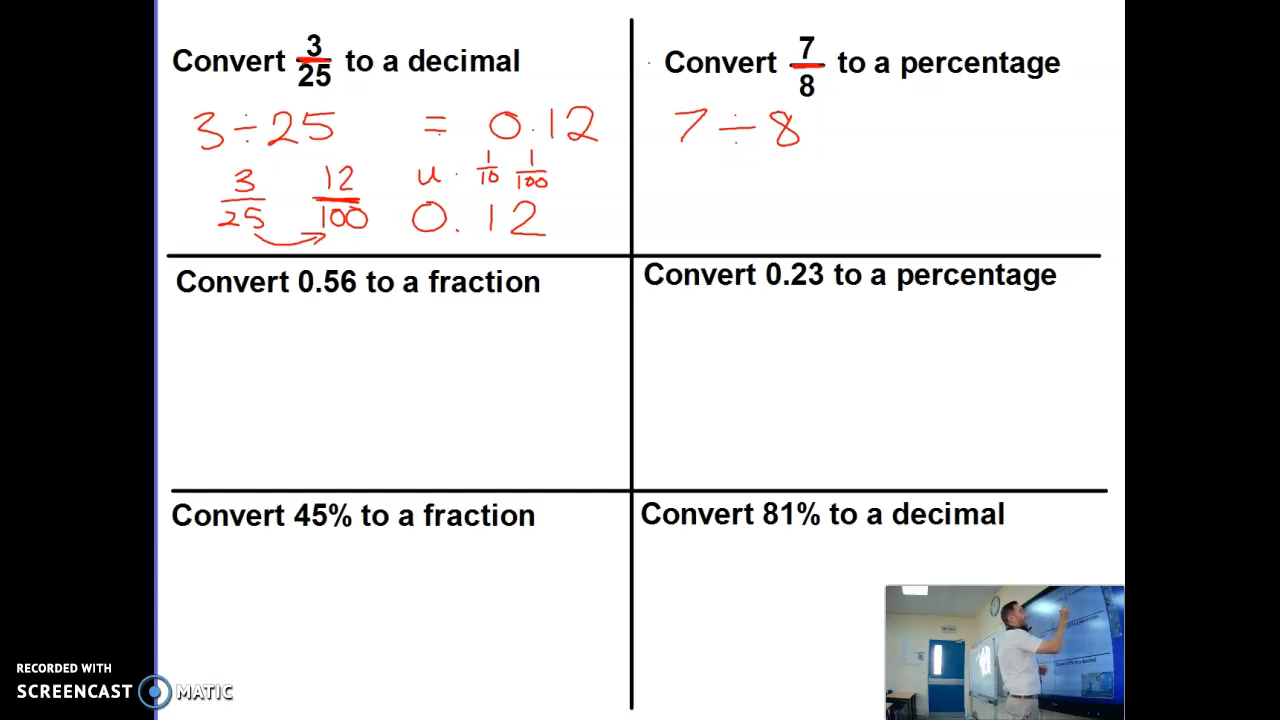 Convert 3/25 to a decimal
3 ÷ 25 = 0.12
3/25 12/100 u . 1/10 1/100
0.12
Convert 7/8 to a percentage
7 ÷ 8
Convert 0.56 to a fraction
Convert 0.23 to a percentage
Convert 45% to a fraction
Convert 81% to a decimal
RECORDED WITH
SCREENCAST MATIC